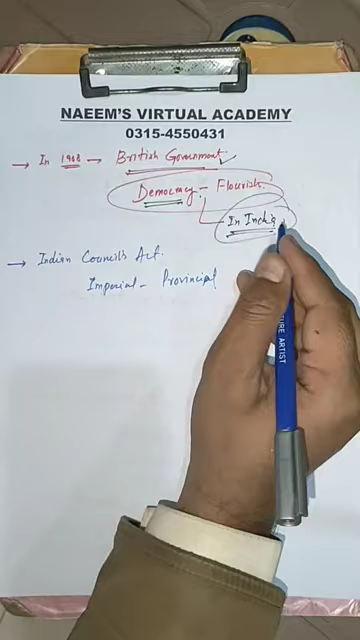 NAEEM'S VIRTUAL ACADEMY
0315-4550431
→ In 1908 → British Government
Democracy - Flourish
In India
→ Indian Councils Act.
Imperial - Provincial
TURE ARTIST